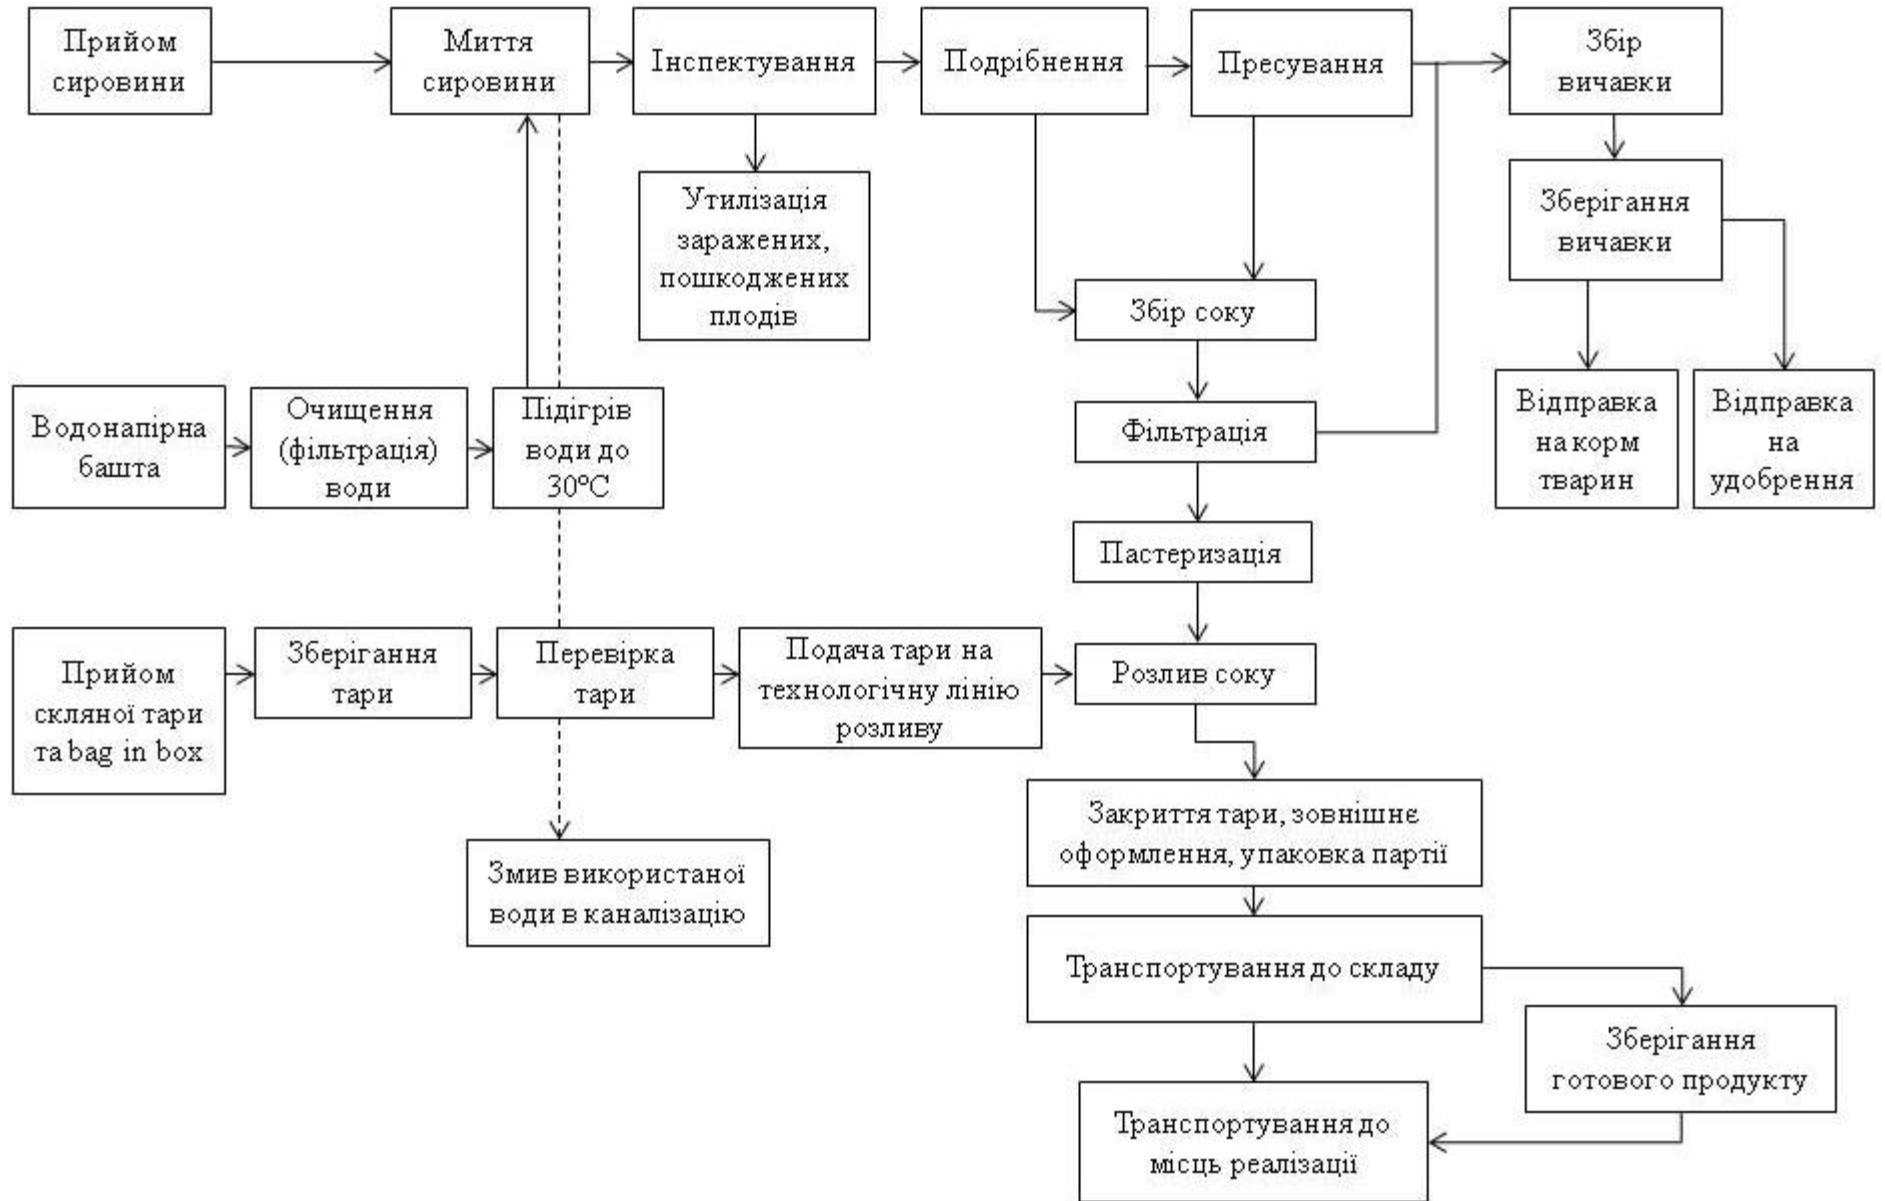 Прийом
сировини
Миття
сировини
Інспектування
Подрібнення
Пресування
Збір
вичавки
Утилізація
заражених,
пошкоджених
плодів
Зберігання
вичавки
Збір соку
Водонапірна
башта
Очищення
(фільтрація)
води
Підігрів
води до
30°С
Фільтрація
Відправка
на корм
тварин
Відправка
на
удобрення
Пастеризація
Прийом
скляної тари
та bag in box
Зберігання
тари
Перевірка
тари
Подача тари на
технологічну лінію
розливу
Розлив соку
Закриття тари, зовнішнє
оформлення, упаковка партії
Змив використаної
води в каналізацію
Транспортування до складу
Зберігання
готового продукту
Транспортування до
місць реалізації